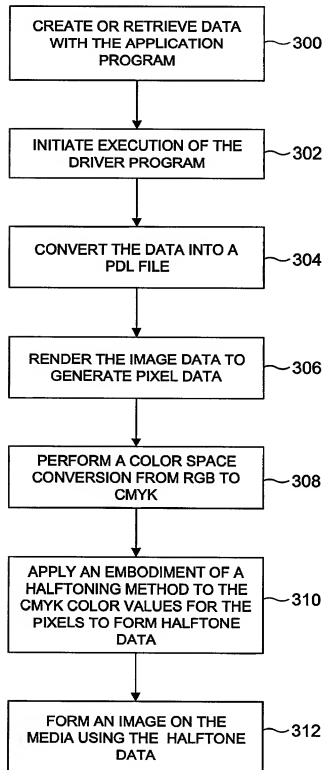 CREATE OR RETRIEVE DATA
WITH THE APPLICATION
PROGRAM
300
INITIATE EXECUTION OF THE
DRIVER PROGRAM
302
CONVERT THE DATA INTO A
PDL FILE
304
RENDER THE IMAGE DATA TO
GENERATE PIXEL DATA
306
PERFORM A COLOR SPACE
CONVERSION FROM RGB TO
CMYK
308
APPLY AN EMBODIMENT OF A
HALFTONING METHOD TO THE
CMYK COLOR VALUES FOR THE
PIXELS TO FORM HALFTONE
DATA
310
FORM AN IMAGE ON THE
MEDIA USING THE HALFTONE
DATA
312